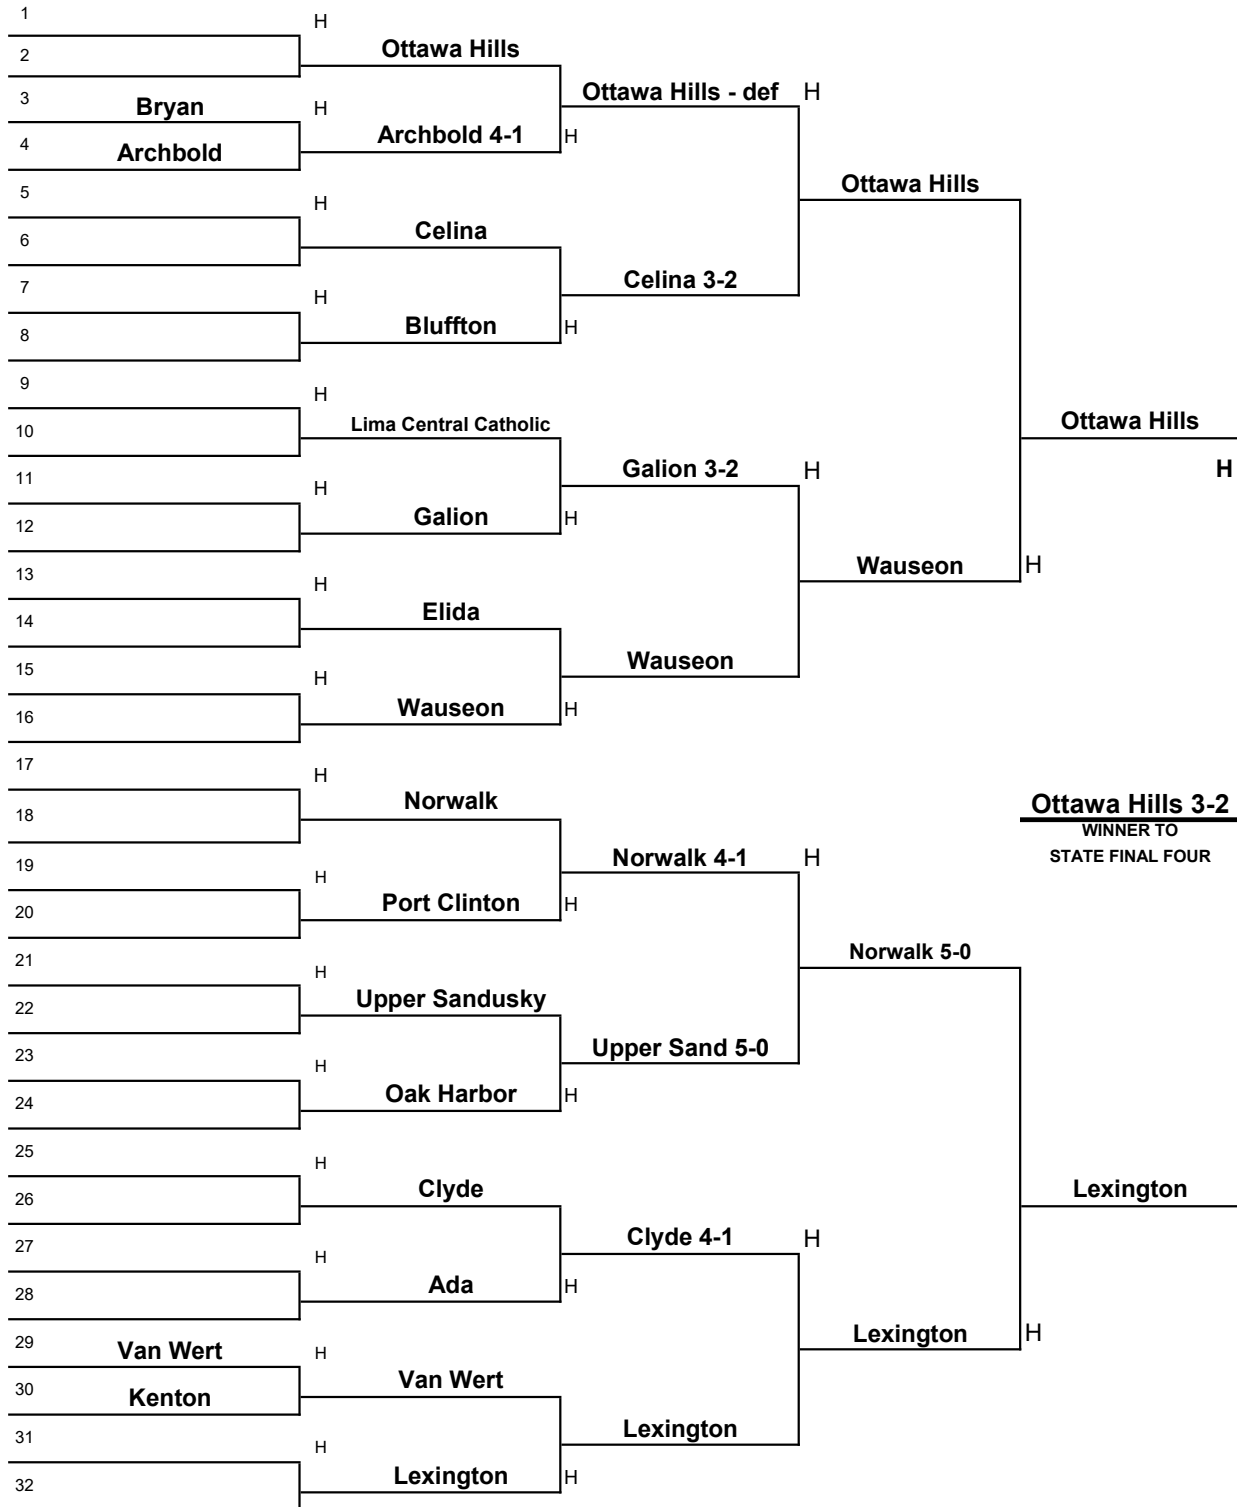 1
H
2
Ottawa Hills
3
Bryan
H
Ottawa Hills - def
H
4
Archbold
Archbold 4-1
H
5
H
Ottawa Hills
6
Celina
7
H
Celina 3-2
8
Bluffton
H
9
H
10
Lima Central Catholic
Ottawa Hills
11
H
Galion 3-2
H
H
12
Galion
H
13
H
Wauseon
H
14
Elida
15
H
Wauseon
16
Wauseon
H
17
H
18
Norwalk
Ottawa Hills 3-2
WINNER TO
STATE FINAL FOUR
19
H
Norwalk 4-1
H
20
Port Clinton
H
21
H
Norwalk 5-0
22
Upper Sandusky
23
H
Upper Sand 5-0
24
Oak Harbor
H
25
H
26
Clyde
Lexington
27
H
Clyde 4-1
H
28
Ada
H
29
Van Wert
H
Lexington
H
30
Kenton
Van Wert
31
H
Lexington
32
Lexington
H